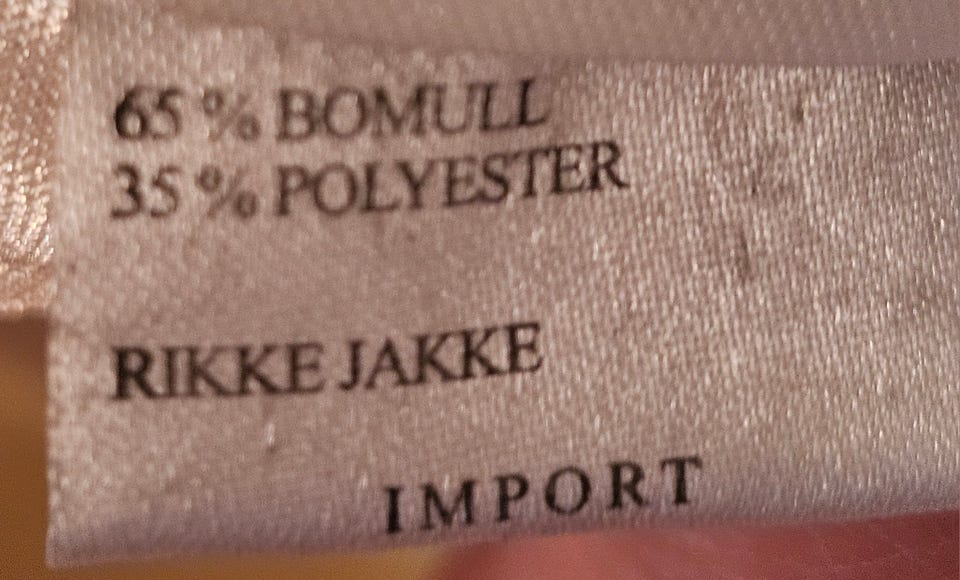 65 % BOMULL
35 % POLYESTER
RIKKE JAKKE
IMPORT